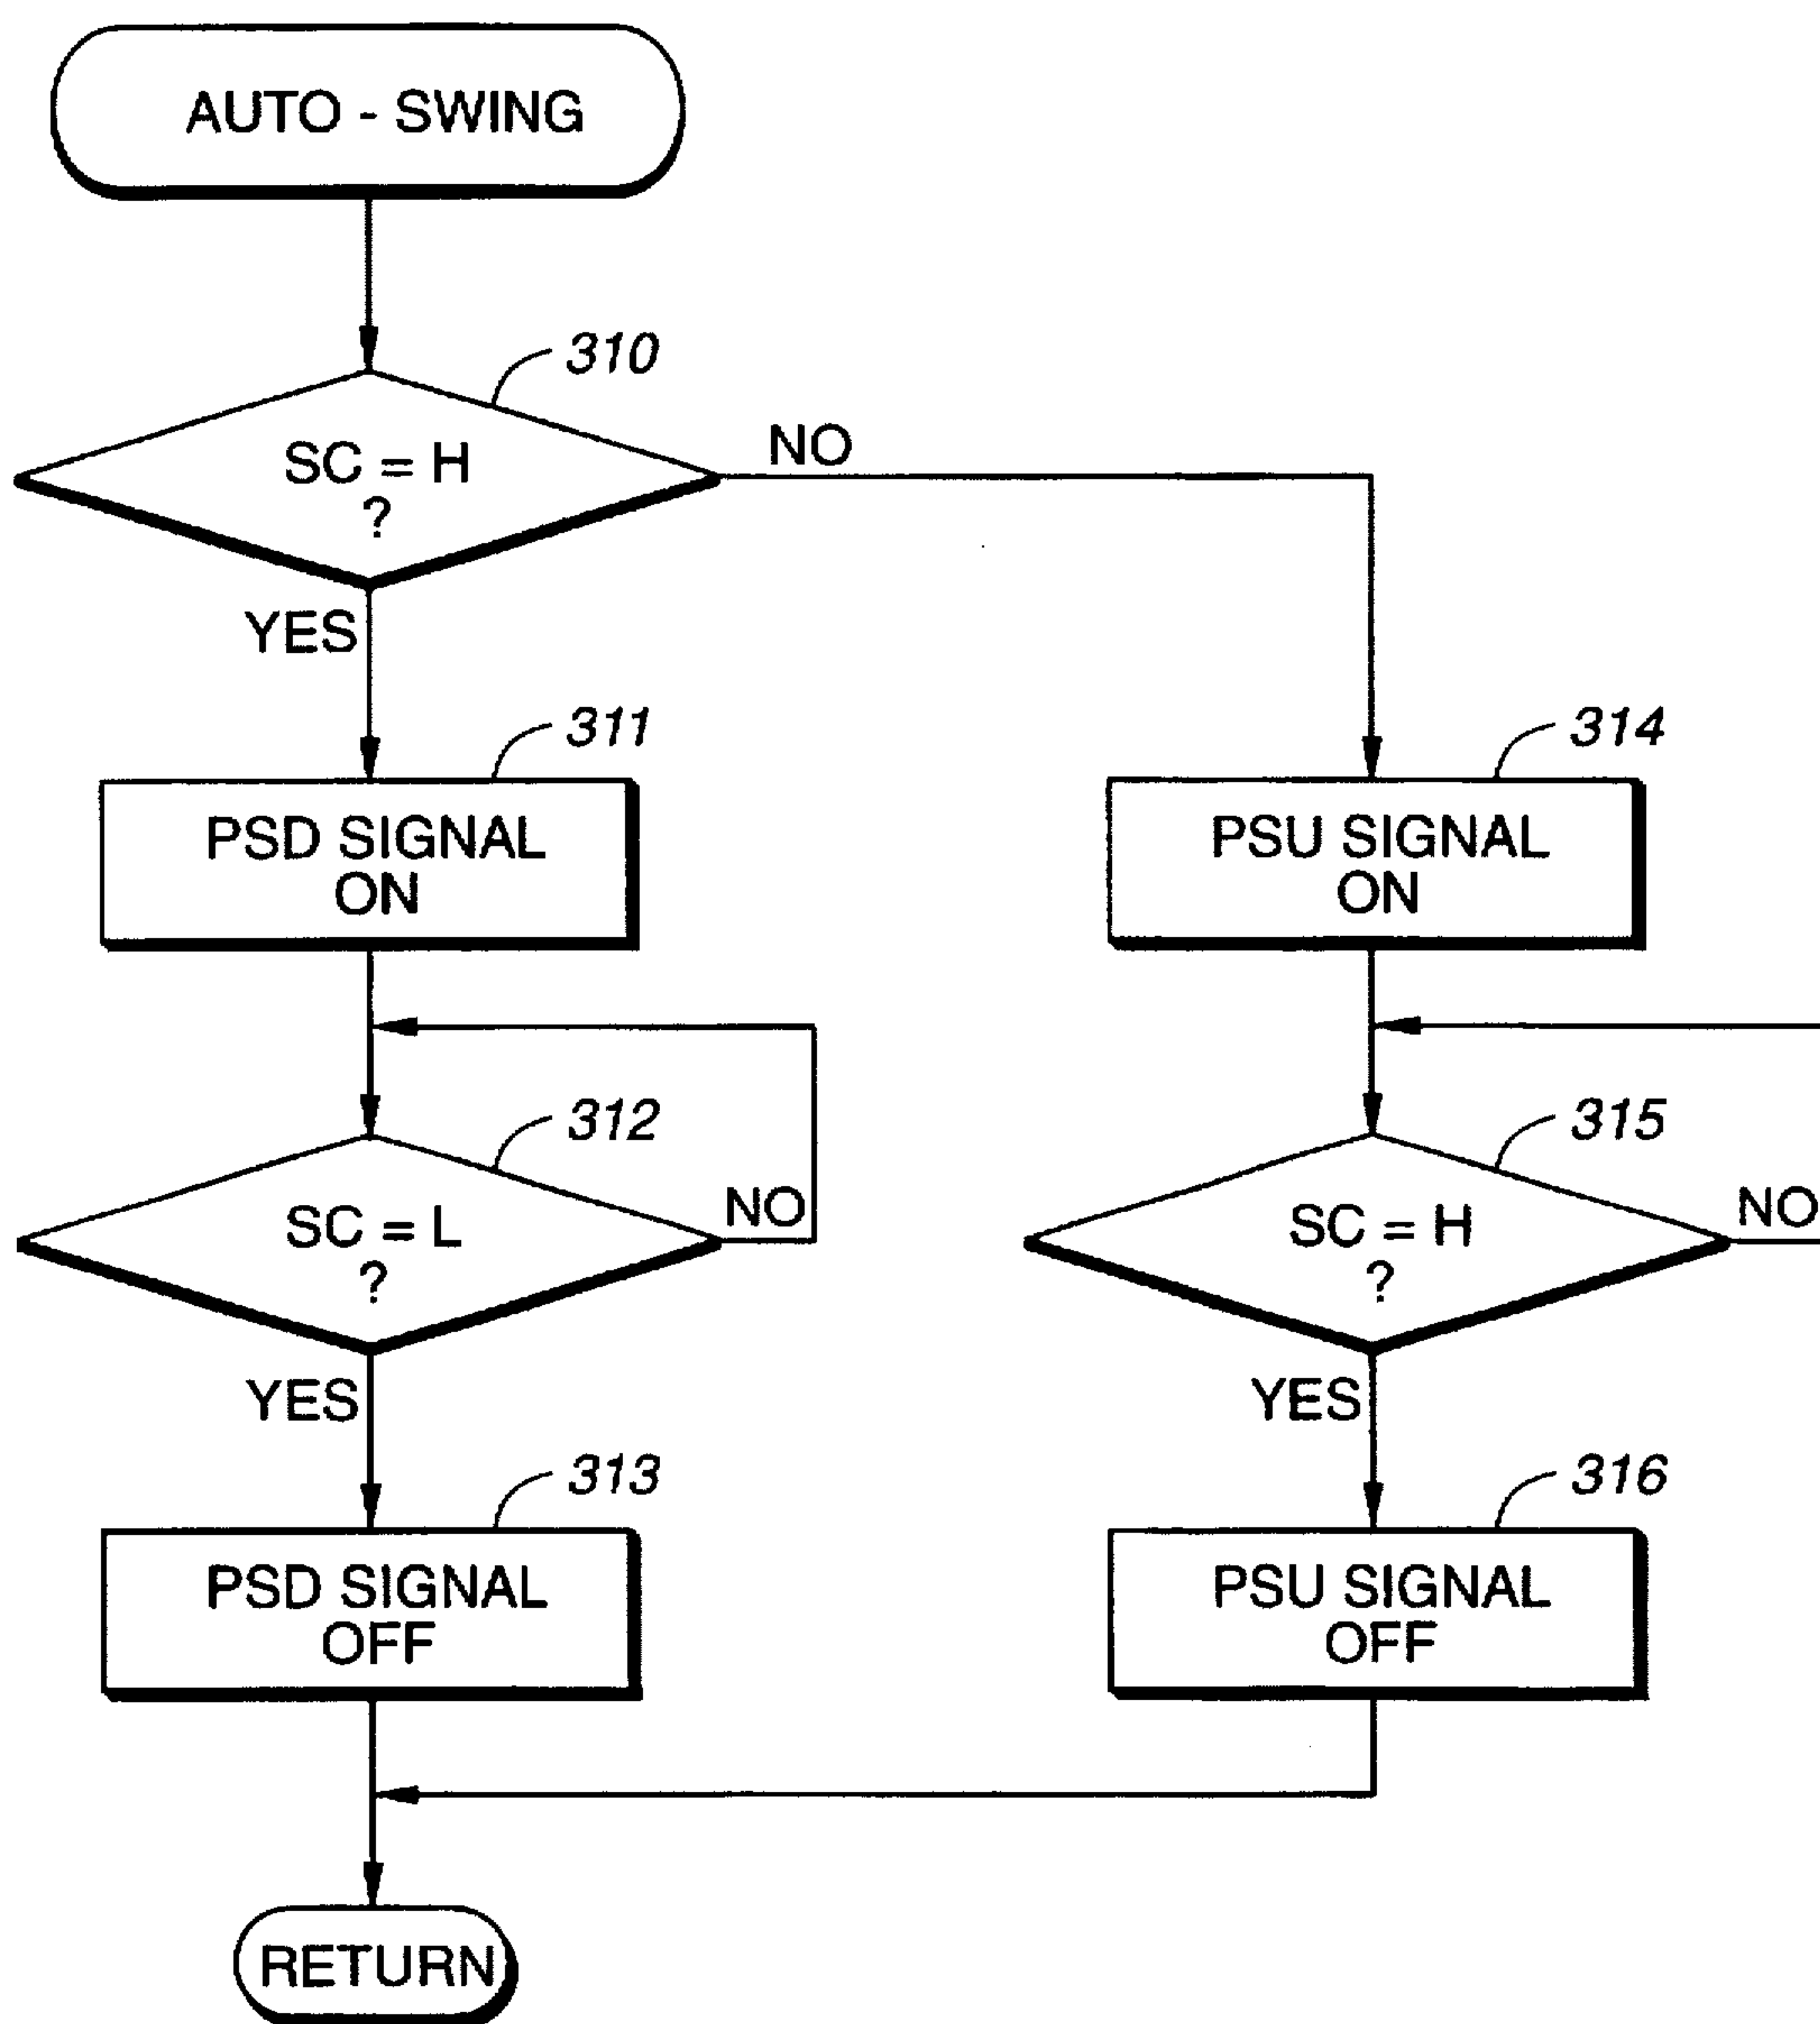 AUTO - SWING
310
SC = H
?
NO
YES
311
PSD SIGNAL
ON
314
PSU SIGNAL
ON
312
SC = L
?
NO
YES
315
SC = H
?
NO
YES
313
PSD SIGNAL
OFF
316
PSU SIGNAL
OFF
RETURN